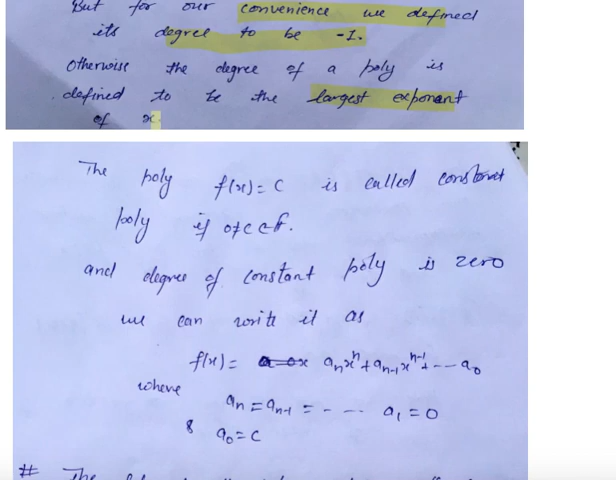 But for our convenience we defined
its degree to be -1.
Otherwise the degree of a poly is
defined to be the largest exponent
of x.
The poly f(x)=c is called constant
poly if 0≠c∈F.
and degree of constant poly is zero
we can write it as
f(x)= aₙxⁿ+aₙ₋₁xⁿ⁻¹+---a₀
where
aₙ=aₙ₋₁=---- a₁=0
& a₀=c
# The